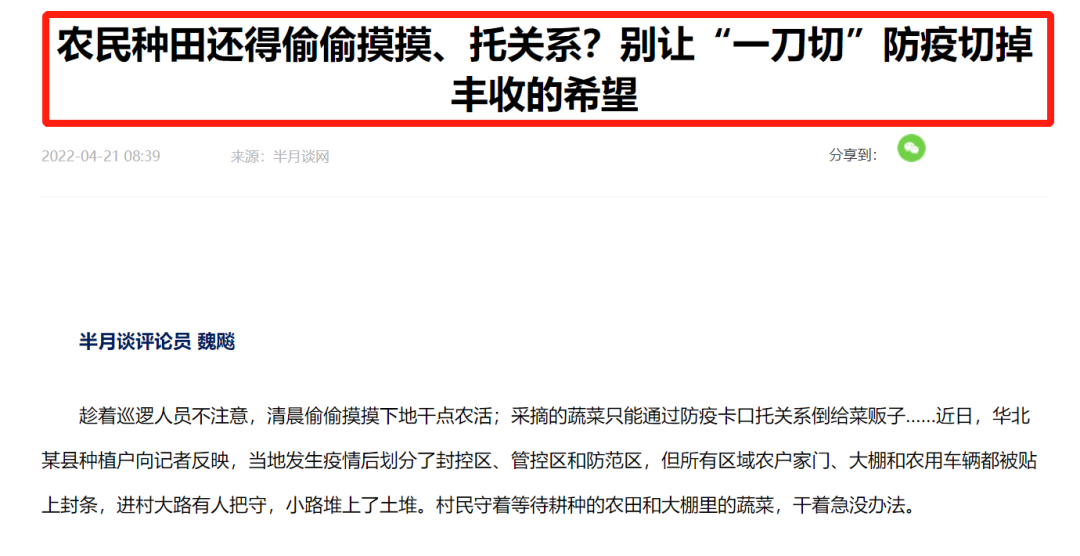 农民种田还得偷偷摸摸、托关系？别让“一刀切”防疫切掉
丰收的希望
2022-04-21 08:39 来源：半月谈网 分享到：
半月谈评论员 魏飚
趁着巡逻人员不注意，清晨偷偷摸摸下地干点农活；采摘的蔬菜只能通过防疫卡口托关系倒给菜贩子……近日，华北
某县种植户向记者反映，当地发生疫情后划分了封控区、管控区和防范区，但所有区域农户家门、大棚和农用车辆都被贴
上封条，进村大路有人把守，小路堆上了土堆。村民守着等待耕种的农田和大棚里的蔬菜，干着急没办法。